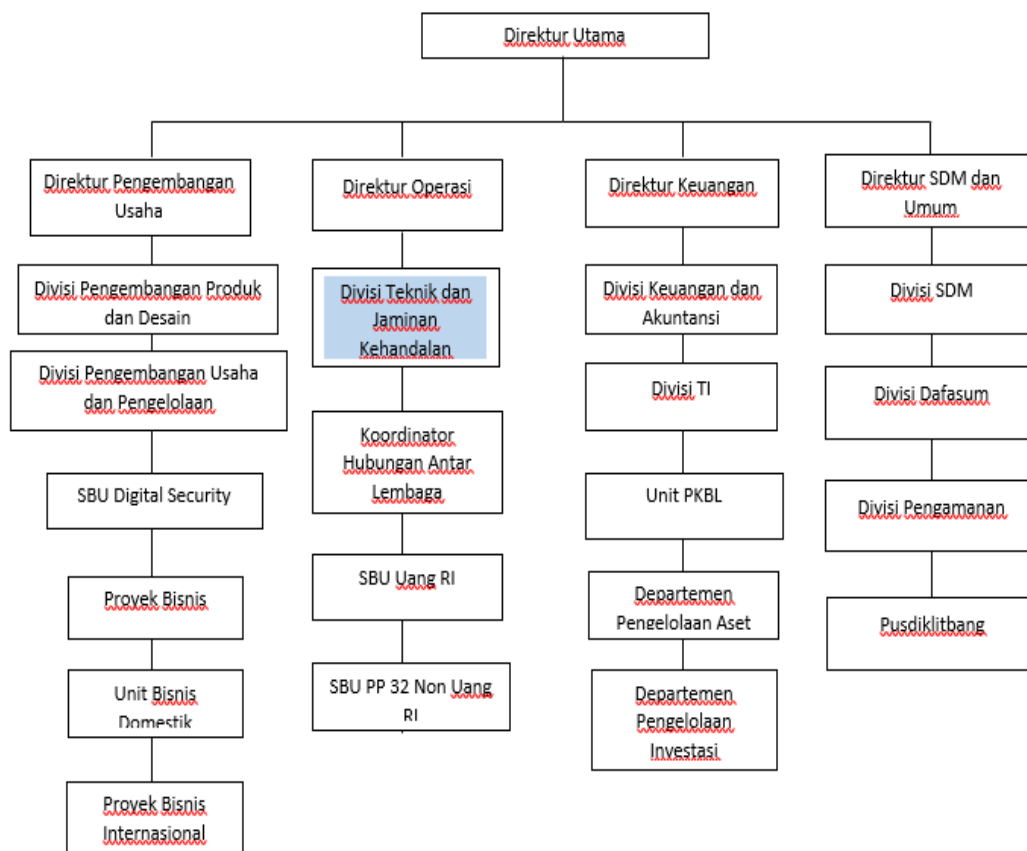 Direktur Utama
Direktur Pengembangan
Usaha
Divisi Pengembangan Produk
dan Desain
Divisi Pengembangan Usaha
dan Pengelolaan
SBU Digital Security
Proyek Bisnis
Unit Bisnis
Domestik
Proyek Bisnis
Internasional
Direktur Operasi
Divisi Teknik dan
Jaminan
Kehandalan
Koordinator
Hubungan Antar
Lembaga
SBU Uang RI
SBU PP 32 Non Uang
RI
Direktur Keuangan
Divisi Keuangan dan
Akuntansi
Divisi TI
Unit PKBL
Departemen
Pengelolaan Aset
Departemen
Pengelolaan
Investasi
Direktur SDM dan
Umum
Divisi SDM
Divisi Dafasum
Divisi Pengamanan
Pusdiklitbang